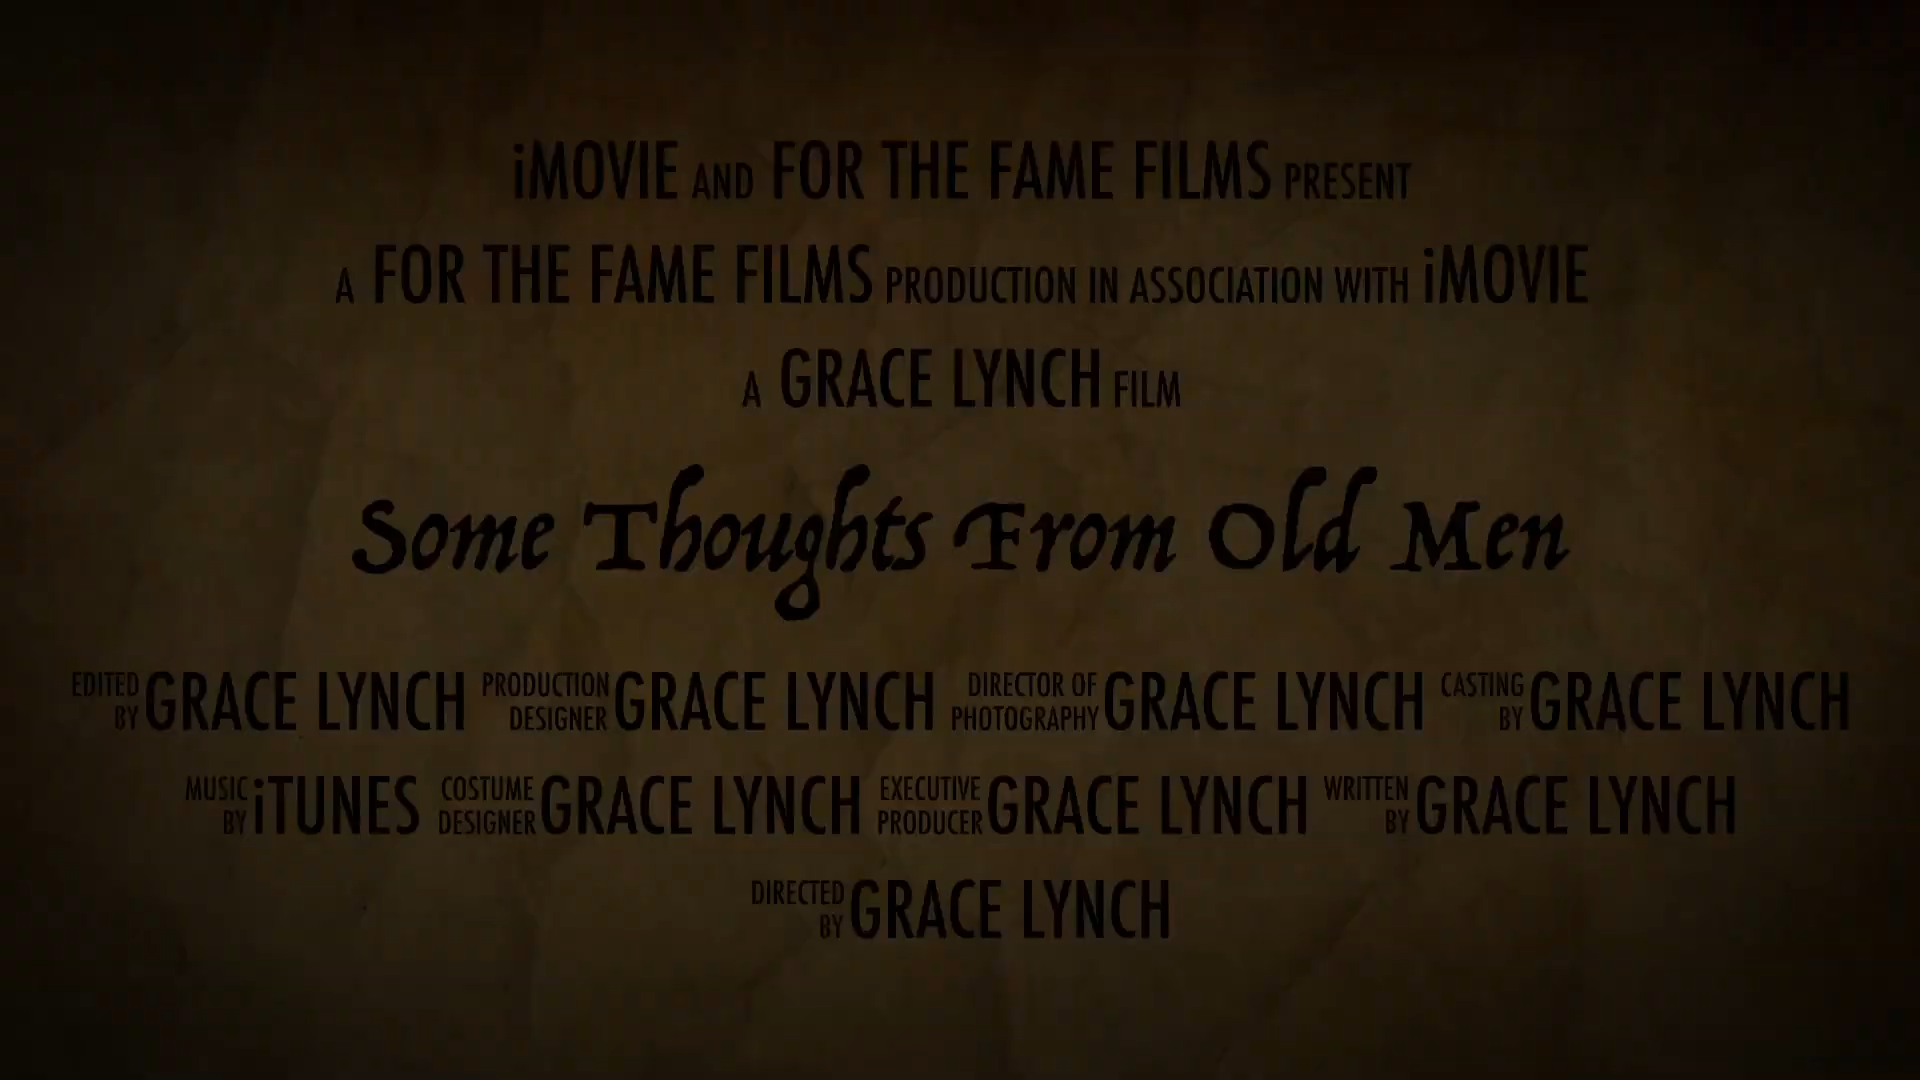 iMOVIE AND FOR THE FAME FILMS PRESENT
A FOR THE FAME FILMS PRODUCTION IN ASSOCIATION WITH iMOVIE
A GRACE LYNCH FILM
Some Thoughts From Old Men
EDITED BY GRACE LYNCH PRODUCTION DESIGNER GRACE LYNCH DIRECTOR OF PHOTOGRAPHY GRACE LYNCH CASTING BY GRACE LYNCH
MUSIC BY iTUNES COSTUME DESIGNER GRACE LYNCH EXECUTIVE PRODUCER GRACE LYNCH WRITTEN BY GRACE LYNCH
DIRECTED BY GRACE LYNCH